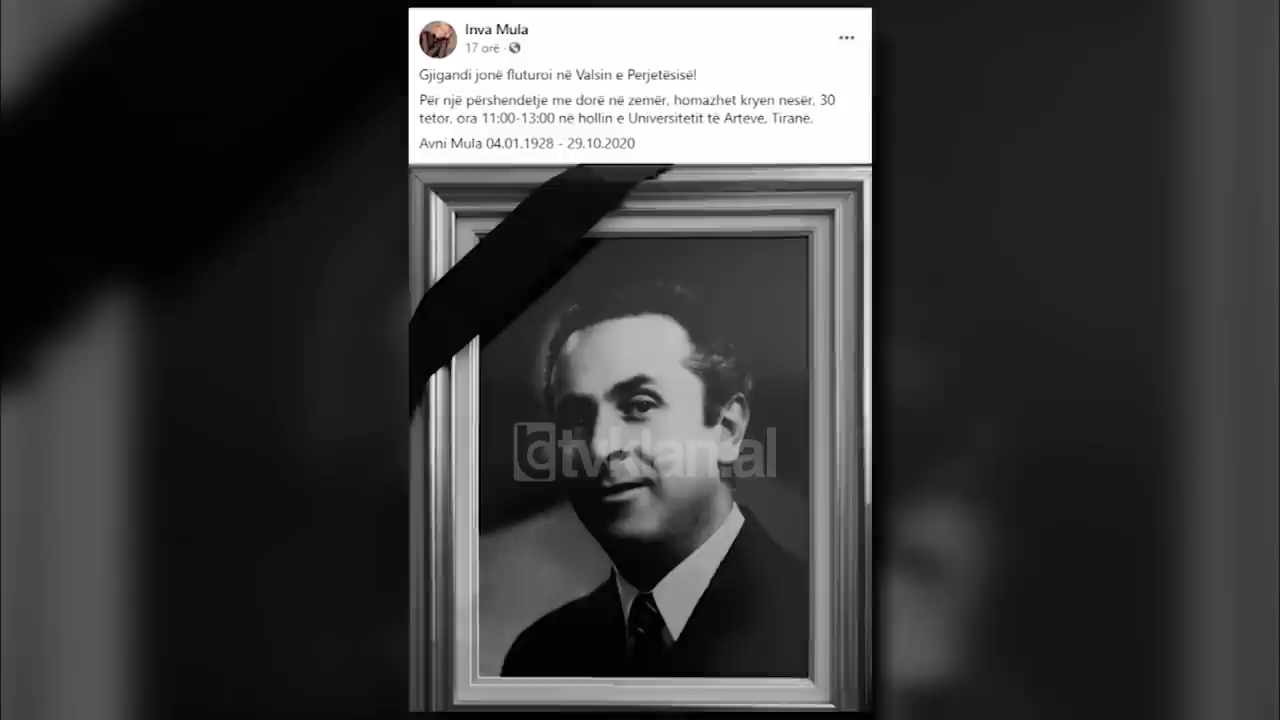 Inva Mula
17 orë ·
Gjigandi jonë fluturoi në Valsin e Perjetësisë!
Për një përshendetje me dorë në zemër, homazhet kryen nesër, 30
tetor, ora 11:00-13:00 në hollin e Universitetit të Arteve, Tiranë.
Avni Mula 04.01.1928 - 29.10.2020
tvklan.al